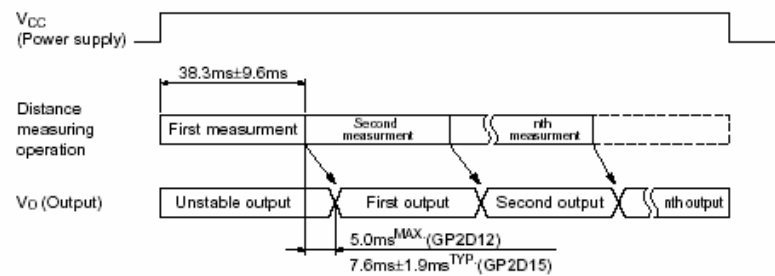 VCC
(Power supply)
38.3ms±9.6ms
Distance
measuring
operation
First measurment
Second
measurment
nth
measurment
VO (Output)
Unstable output
First output
Second output
nth output
5.0ms MAX. (GP2D12)
7.6ms±1.9ms TYP. (GP2D15)